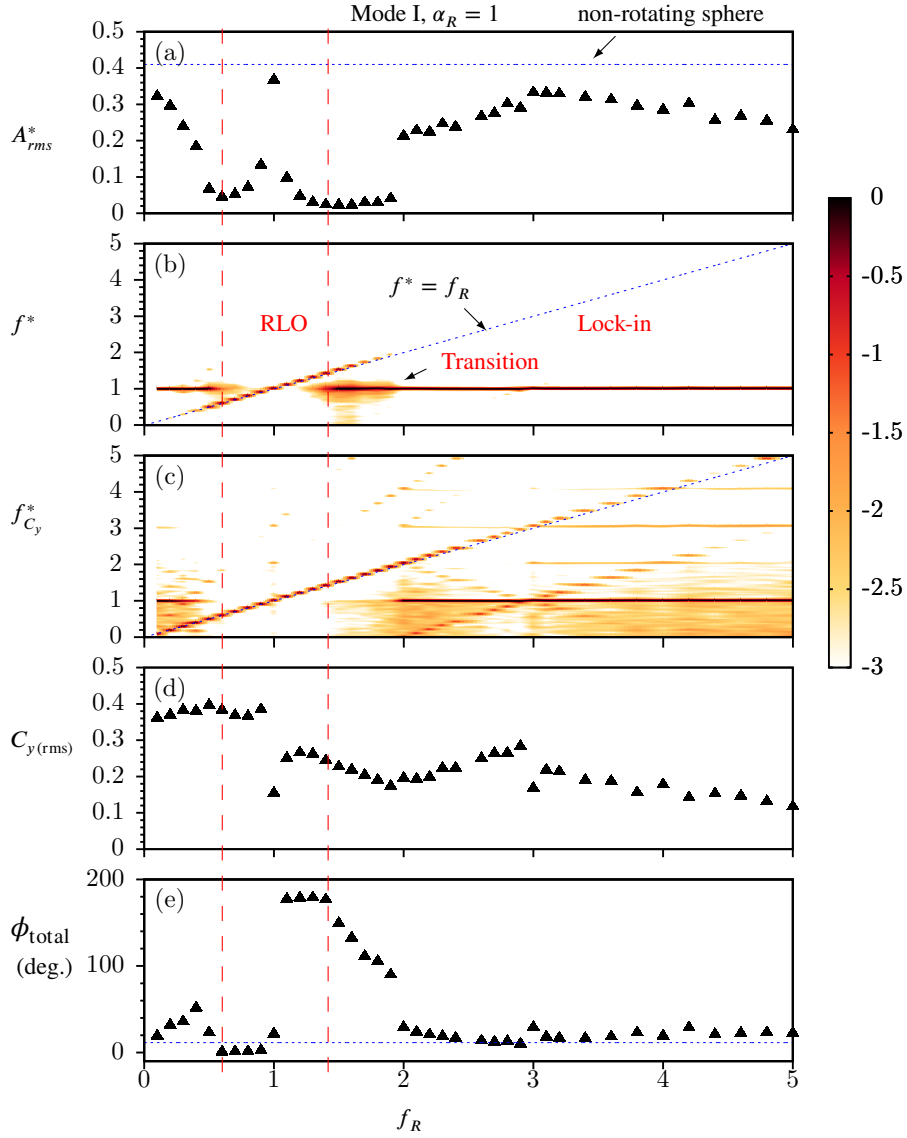 Mode I, α_R = 1
non-rotating sphere
(a)
A*_rms
0.5
0.4
0.3
0.2
0.1
0
(b)
f*
5
4
3
2
1
0
f* = f_R
RLO
Lock-in
Transition
(c)
f*_{C_y}
5
4
3
2
1
0
(d)
C_{y(rms)}
0.5
0.4
0.3
0.2
0.1
0
(e)
ϕ_total
(deg.)
200
100
0
0 1 2 3 4 5
f_R
0
-0.5
-1
-1.5
-2
-2.5
-3